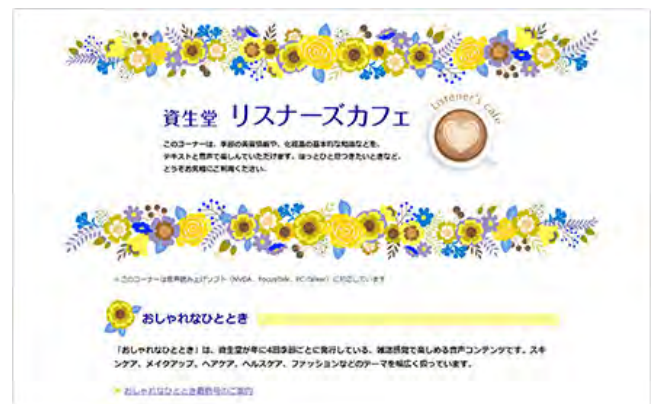 資生堂 リスナーズカフェ
Listener's cafe
このコーナーは、季節の美容情報や、化粧品の基本的な知識などを、
テキストと音声で楽しんでいただけます。ほっとひと息つきたいときなど、
どうぞお気軽にご利用ください。
※このコーナーは音声読み上げソフト（NVDA、FocusTalk、PC-Talker）に対応しています
おしゃれなひととき
「おしゃれなひととき」は、資生堂が年に4回季節ごとに発行している、雑誌感覚で楽しめる音声コンテンツです。スキ
ンケア、メイクアップ、ヘアケア、ヘルスケア、ファッションなどのテーマを幅広く扱っています。
おしゃれなひととき最新号のご案内